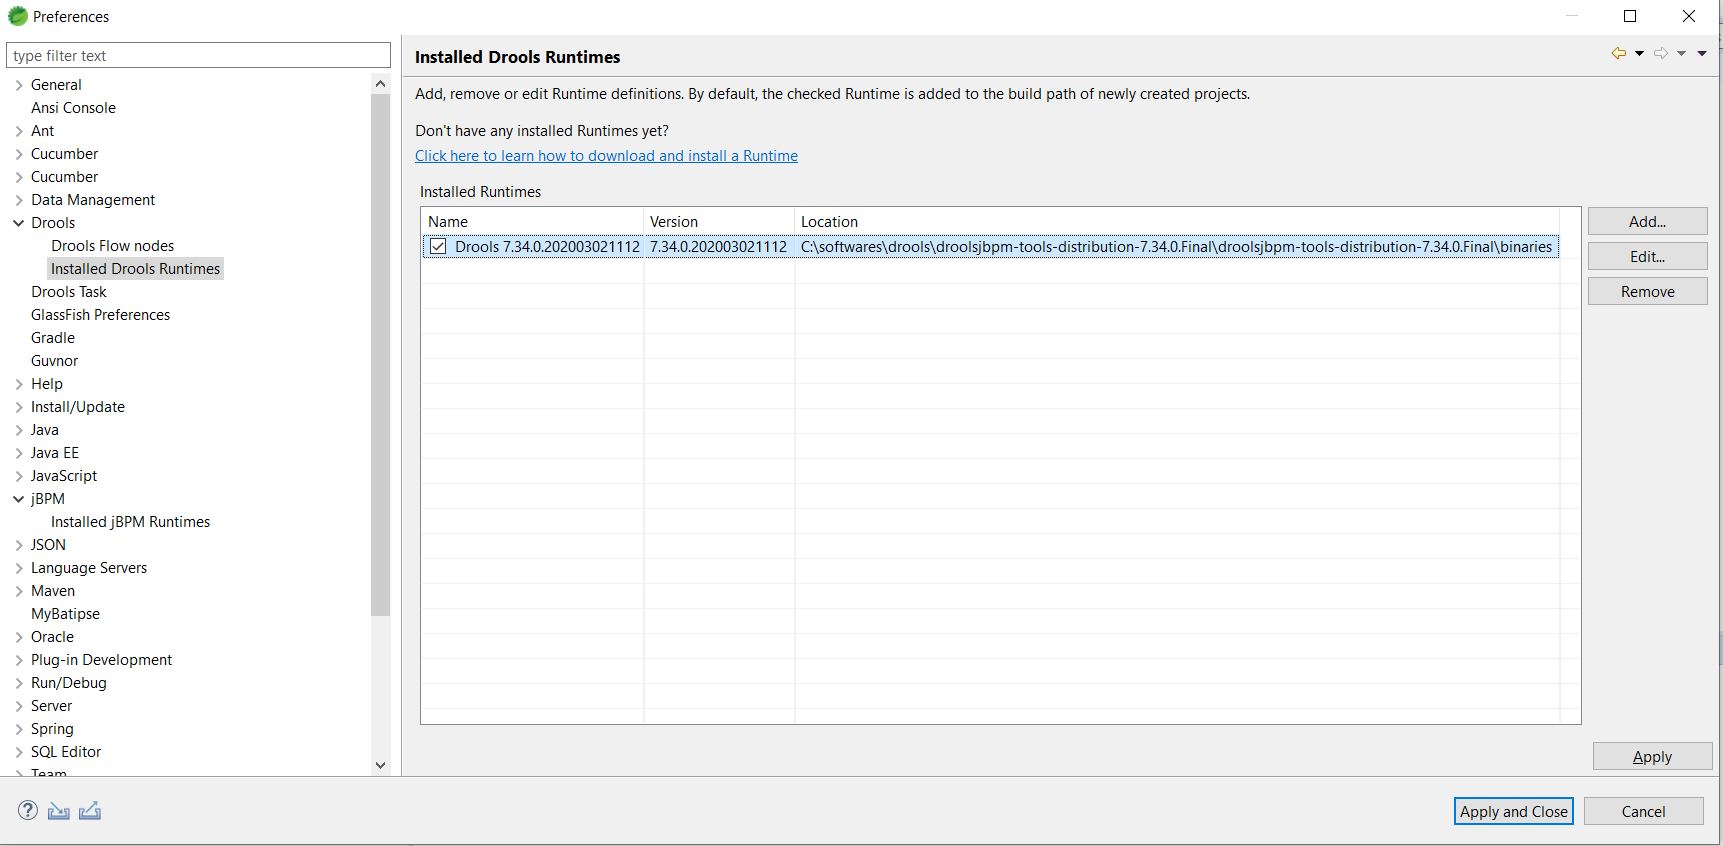 Preferences
type filter text
General
Ansi Console
Ant
Cucumber
Cucumber
Data Management
Drools
Drools Flow nodes
Installed Drools Runtimes
Drools Task
GlassFish Preferences
Gradle
Guvnor
Help
Install/Update
Java
Java EE
JavaScript
jBPM
Installed jBPM Runtimes
JSON
Language Servers
Maven
MyBatipse
Oracle
Plug-in Development
Run/Debug
Server
Spring
SQL Editor
Team
Installed Drools Runtimes
Add, remove or edit Runtime definitions. By default, the checked Runtime is added to the build path of newly created projects.
Don't have any installed Runtimes yet?
Click here to learn how to download and install a Runtime
Installed Runtimes
Name Version Location
Drools 7.34.0.202003021112 7.34.0.202003021112 C:\softwares\drools\droolsjbpm-tools-distribution-7.34.0.Final\droolsjbpm-tools-distribution-7.34.0.Final\binaries
Add...
Edit...
Remove
Apply
Apply and Close Cancel